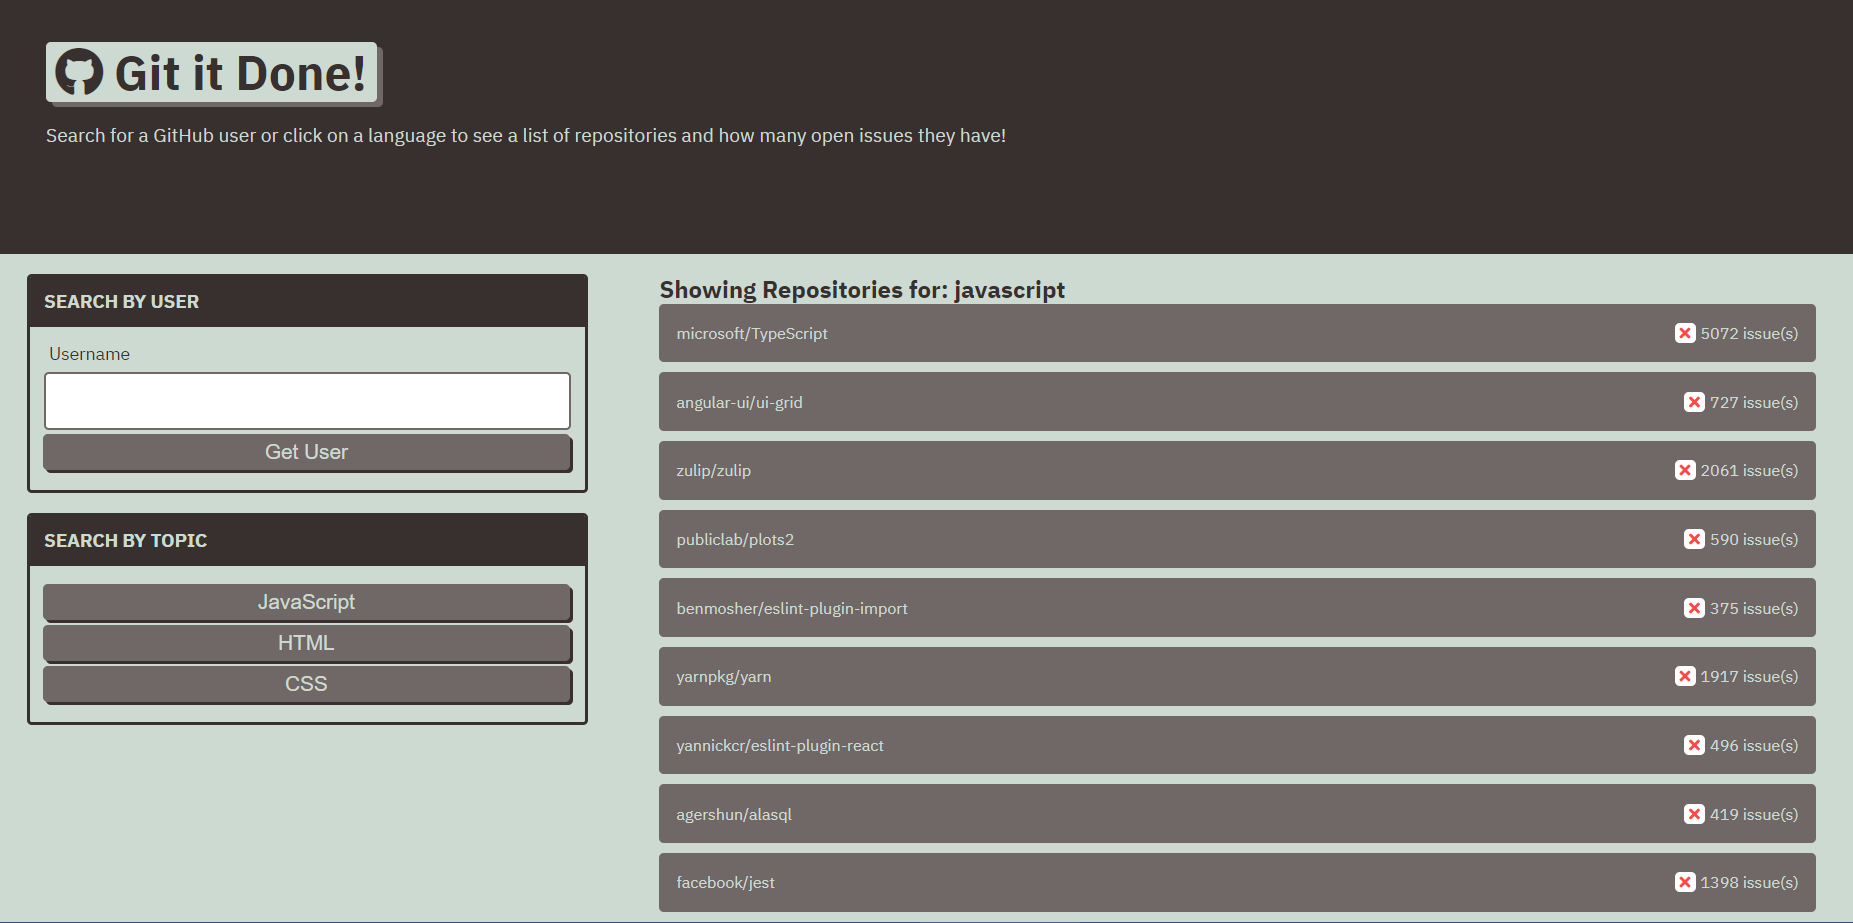 Git it Done!
Search for a GitHub user or click on a language to see a list of repositories and how many open issues they have!
SEARCH BY USER
Username
Get User
SEARCH BY TOPIC
JavaScript
HTML
CSS
Showing Repositories for: javascript
microsoft/TypeScript 5072 issue(s)
angular-ui/ui-grid 727 issue(s)
zulip/zulip 2061 issue(s)
publiclab/plots2 590 issue(s)
benmosher/eslint-plugin-import 375 issue(s)
yarnpkg/yarn 1917 issue(s)
yannickcr/eslint-plugin-react 496 issue(s)
agershun/alasql 419 issue(s)
facebook/jest 1398 issue(s)